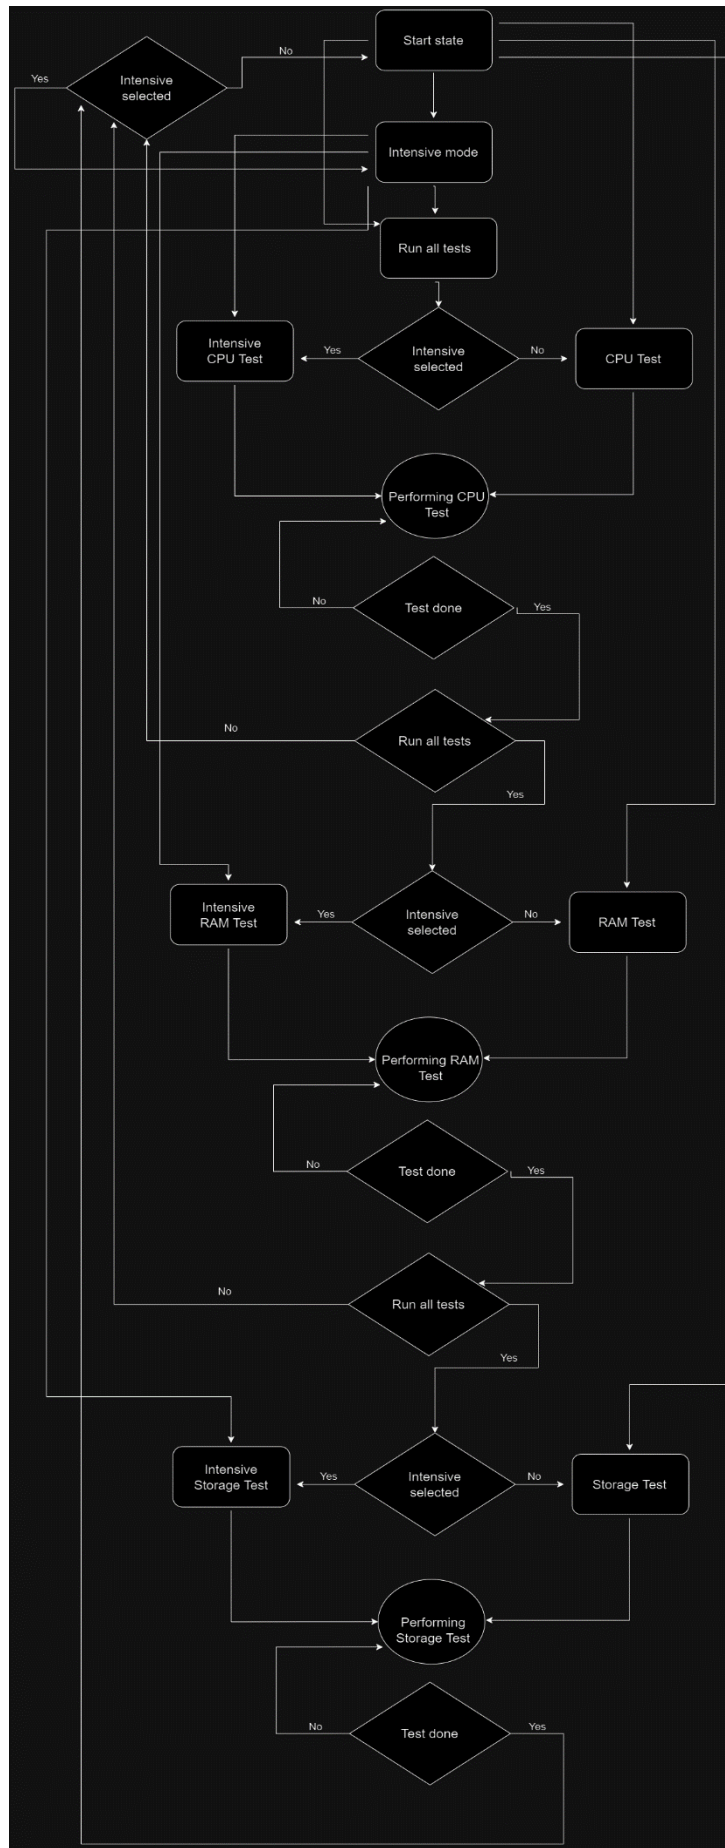 Start state
No
Yes
Intensive
selected
Intensive mode
Run all tests
Intensive
CPU Test
Yes
Intensive
selected
No
CPU Test
Performing CPU
Test
No
Test done
Yes
No
Run all tests
Yes
Intensive
RAM Test
Yes
Intensive
selected
No
RAM Test
Performing RAM
Test
No
Test done
Yes
No
Run all tests
Yes
Intensive
Storage Test
Yes
Intensive
selected
No
Storage Test
Performing
Storage Test
No
Test done
Yes